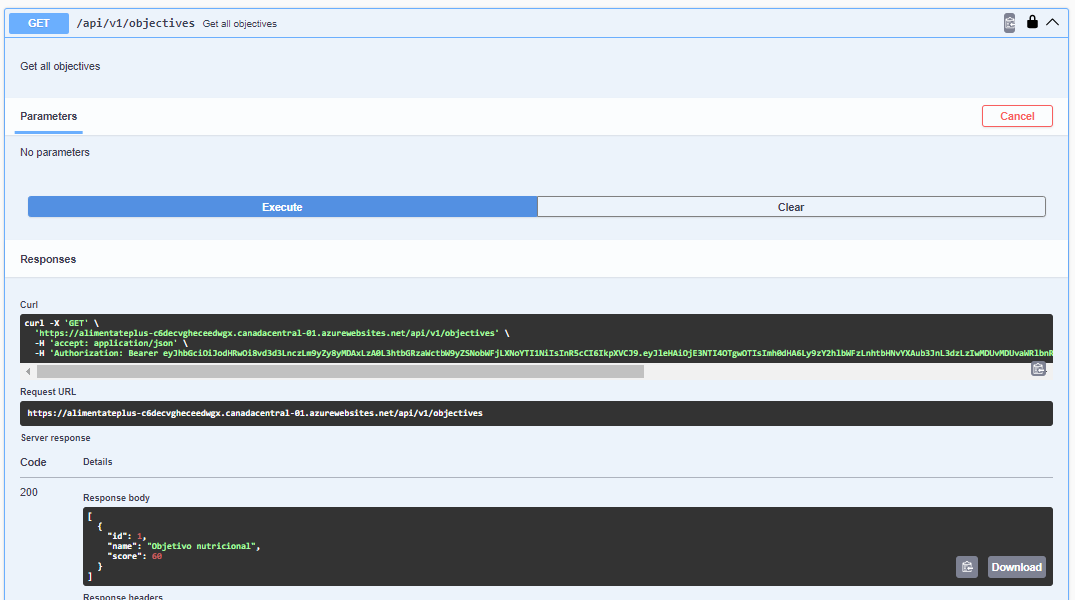 GET /api/v1/objectives Get all objectives
Get all objectives
Parameters
Cancel
No parameters
Execute
Clear
Responses
Curl
curl -X 'GET' \
'https://alimentateplus-c6decvgheceedwgx.canadacentral-01.azurewebsites.net/api/v1/objectives' \
-H 'accept: application/json' \
-H 'Authorization: Bearer
Request URL
https://alimentateplus-c6decvgheceedwgx.canadacentral-01.azurewebsites.net/api/v1/objectives
Server response
Code Details
200
Response body
[
{
"id": 1,
"name": "Objetivo nutricional",
"score": 60
}
]
Download
Response headers